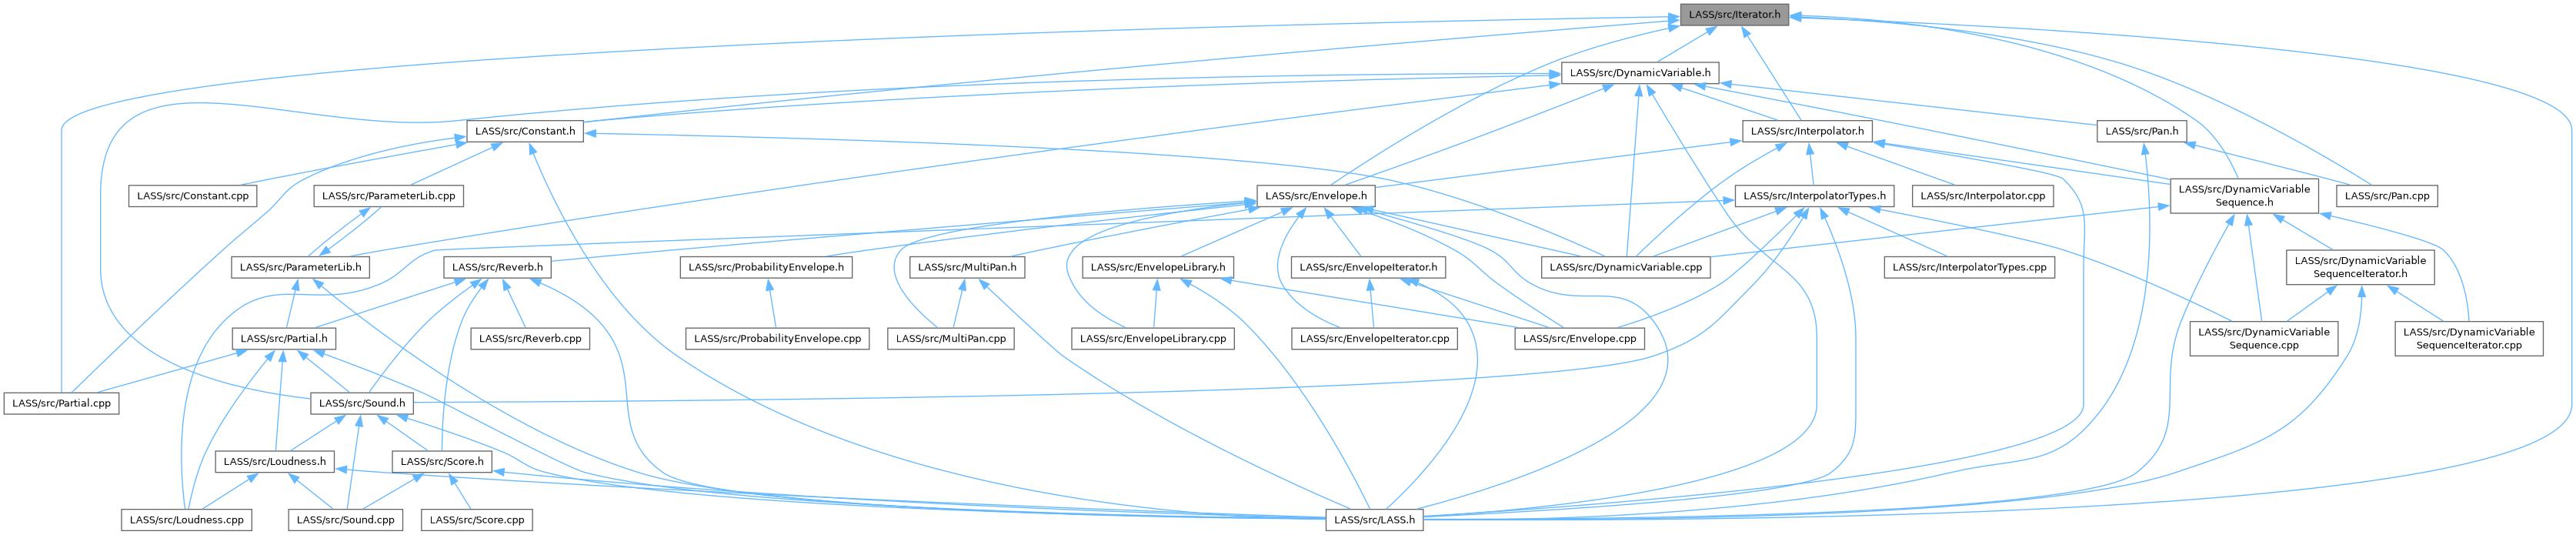 LASS/src/Iterator.h
LASS/src/DynamicVariable.h
LASS/src/Constant.h
LASS/src/Interpolator.h
LASS/src/Pan.h
LASS/src/Constant.cpp
LASS/src/ParameterLib.cpp
LASS/src/Envelope.h
LASS/src/InterpolatorTypes.h
LASS/src/Interpolator.cpp
LASS/src/DynamicVariable
Sequence.h
LASS/src/Pan.cpp
LASS/src/ParameterLib.h
LASS/src/Reverb.h
LASS/src/ProbabilityEnvelope.h
LASS/src/MultiPan.h
LASS/src/EnvelopeLibrary.h
LASS/src/EnvelopeIterator.h
LASS/src/DynamicVariable.cpp
LASS/src/InterpolatorTypes.cpp
LASS/src/DynamicVariable
SequenceIterator.h
LASS/src/Partial.h
LASS/src/Reverb.cpp
LASS/src/ProbabilityEnvelope.cpp
LASS/src/MultiPan.cpp
LASS/src/EnvelopeLibrary.cpp
LASS/src/EnvelopeIterator.cpp
LASS/src/Envelope.cpp
LASS/src/DynamicVariable
Sequence.cpp
LASS/src/DynamicVariable
SequenceIterator.cpp
LASS/src/Partial.cpp
LASS/src/Sound.h
LASS/src/Loudness.h
LASS/src/Score.h
LASS/src/Loudness.cpp
LASS/src/Sound.cpp
LASS/src/Score.cpp
LASS/src/LASS.h